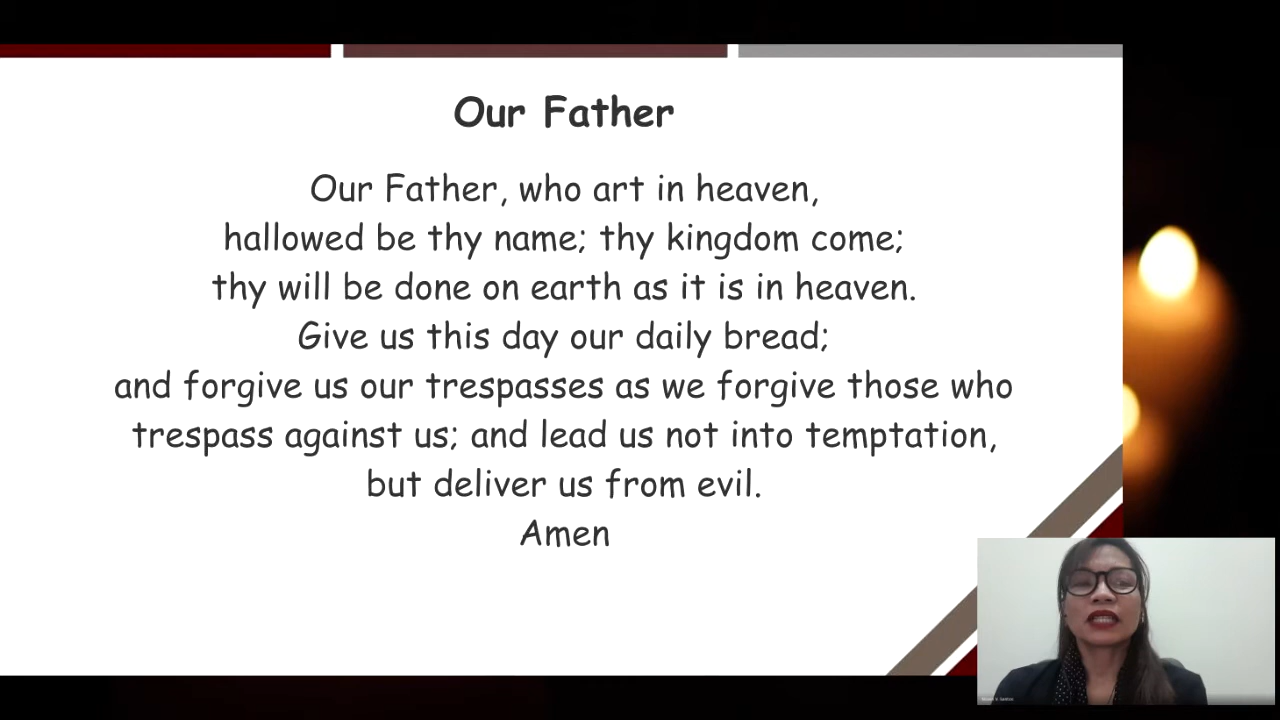 Our Father
Our Father, who art in heaven,
hallowed be thy name; thy kingdom come;
thy will be done on earth as it is in heaven.
Give us this day our daily bread;
and forgive us our trespasses as we forgive those who
trespass against us; and lead us not into temptation,
but deliver us from evil.
Amen